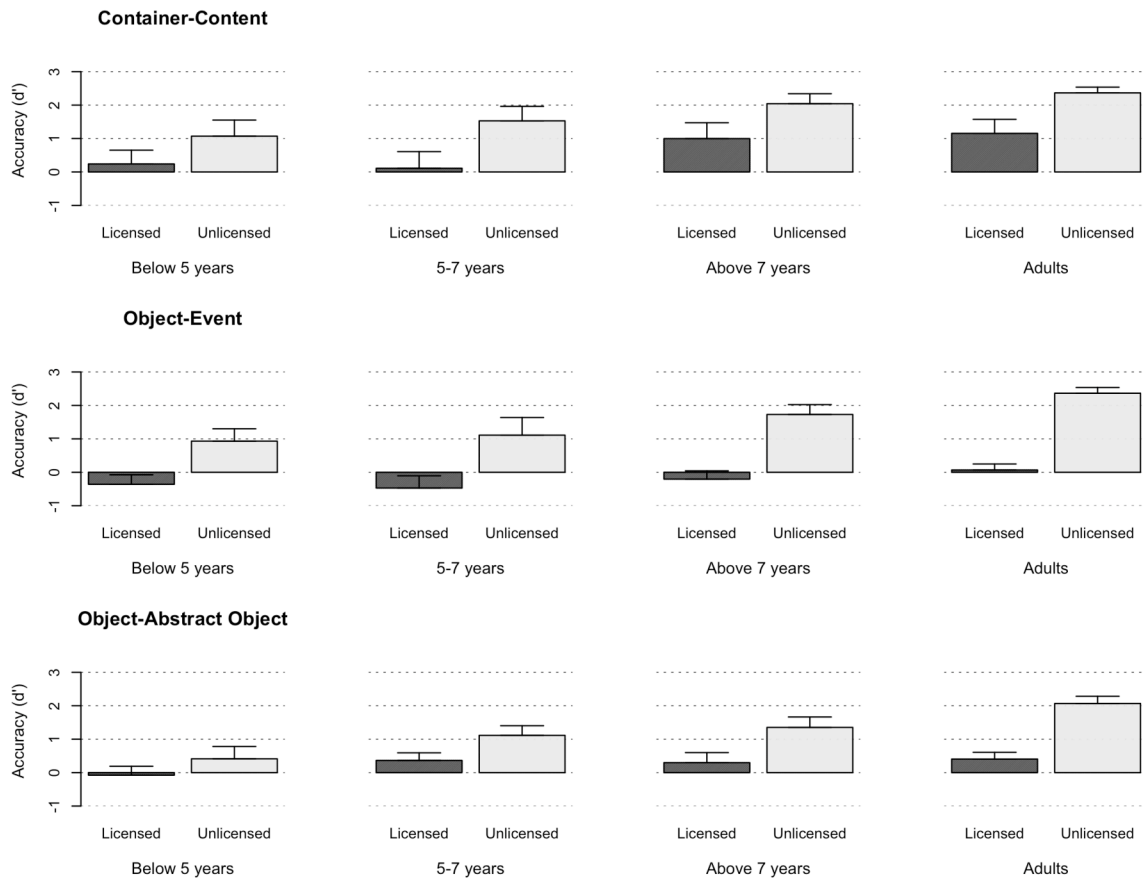 Container-Content
Accuracy (d')
3
2
1
0
-1
Licensed Unlicensed Licensed Unlicensed Licensed Unlicensed Licensed Unlicensed
Below 5 years 5-7 years Above 7 years Adults
Object-Event
Accuracy (d')
3
2
1
0
-1
Licensed Unlicensed Licensed Unlicensed Licensed Unlicensed Licensed Unlicensed
Below 5 years 5-7 years Above 7 years Adults
Object-Abstract Object
Accuracy (d')
3
2
1
0
-1
Licensed Unlicensed Licensed Unlicensed Licensed Unlicensed Licensed Unlicensed
Below 5 years 5-7 years Above 7 years Adults